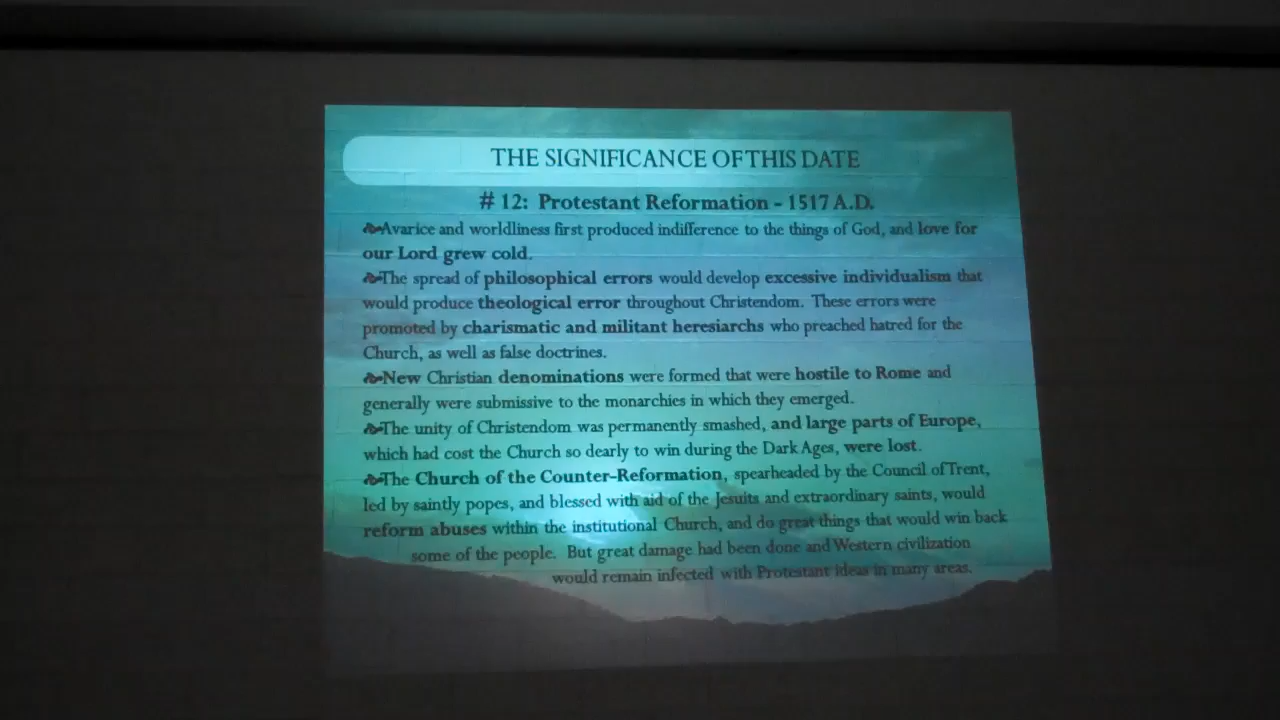 THE SIGNIFICANCE OF THIS DATE
# 12: Protestant Reformation - 1517 A.D.
Avarice and worldliness first produced indifference to the things of God, and love for
our Lord grew cold.
The spread of philosophical errors would develop excessive individualism that
would produce theological error throughout Christendom. These errors were
promoted by charismatic and militant heresiarchs who preached hatred for the
Church, as well as false doctrines.
New Christian denominations were formed that were hostile to Rome and
generally were submissive to the monarchies in which they emerged.
The unity of Christendom was permanently smashed, and large parts of Europe,
which had cost the Church so dearly to win during the Dark Ages, were lost.
The Church of the Counter-Reformation, spearheaded by the Council of Trent,
led by saintly popes, and blessed with aid of the Jesuits and extraordinary saints, would
reform abuses within the institutional Church, and do great things that would win back
some of the people. But great damage had been done and Western civilization
would remain infected with Protestant ideas in many areas.